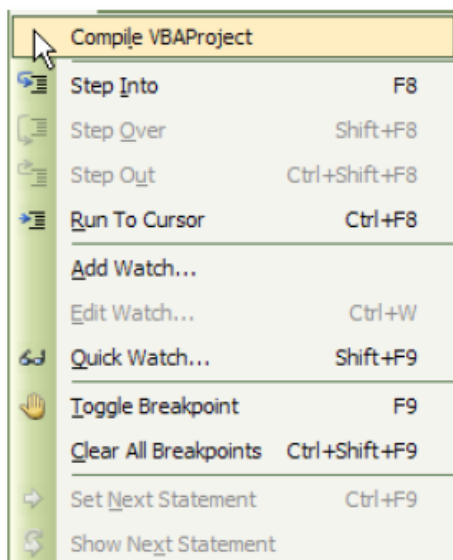 Compile VBAProject
Step Into F8
Step Over Shift+F8
Step Out Ctrl+Shift+F8
Run To Cursor Ctrl+F8
Add Watch...
Edit Watch... Ctrl+W
Quick Watch... Shift+F9
Toggle Breakpoint F9
Clear All Breakpoints Ctrl+Shift+F9
Set Next Statement Ctrl+F9
Show Next Statement